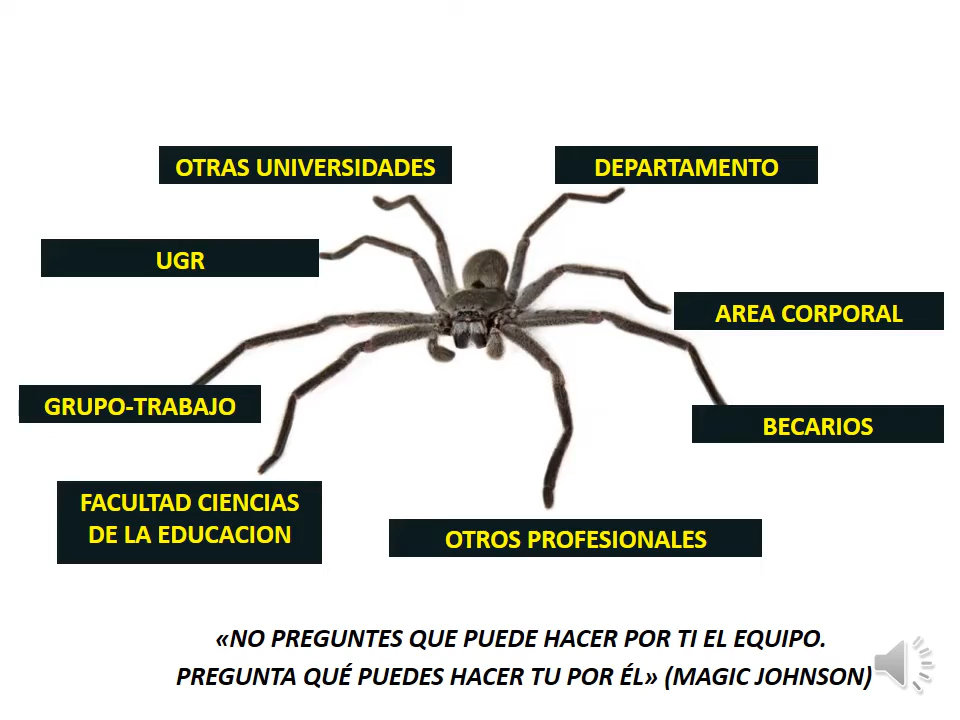 OTRAS UNIVERSIDADES
DEPARTAMENTO
UGR
AREA CORPORAL
GRUPO-TRABAJO
BECARIOS
FACULTAD CIENCIAS
DE LA EDUCACION
OTROS PROFESIONALES
«NO PREGUNTES QUE PUEDE HACER POR TI EL EQUIPO.
PREGUNTA QUÉ PUEDES HACER TU POR ÉL» (MAGIC JOHNSON)